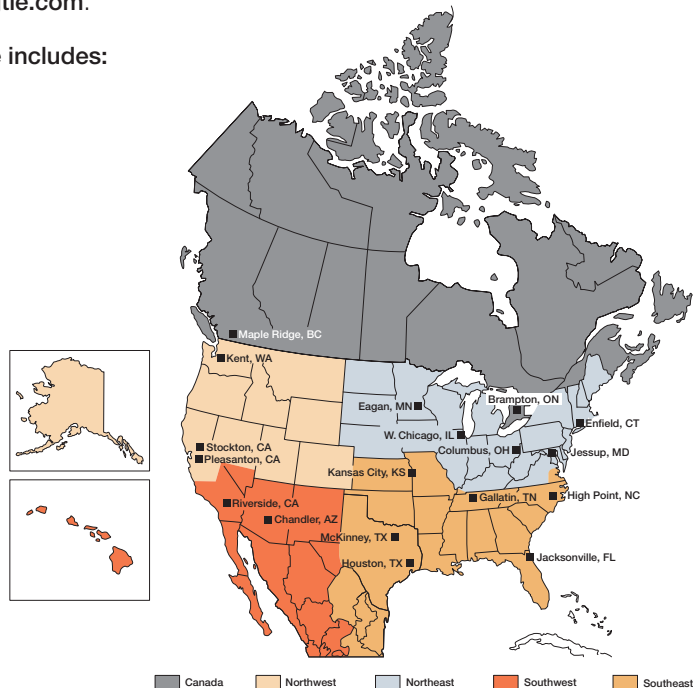 includes:
Maple Ridge, BC
Kent, WA
Brampton, ON
Eagan, MN
Enfield, CT
W. Chicago, IL
Stockton, CA
Columbus, OH
Jessup, MD
Pleasanton, CA
Kansas City, KS
Gallatin, TN
High Point, NC
Riverside, CA
Chandler, AZ
McKinney, TX
Jacksonville, FL
Houston, TX
Canada
Northwest
Northeast
Southwest
Southeast